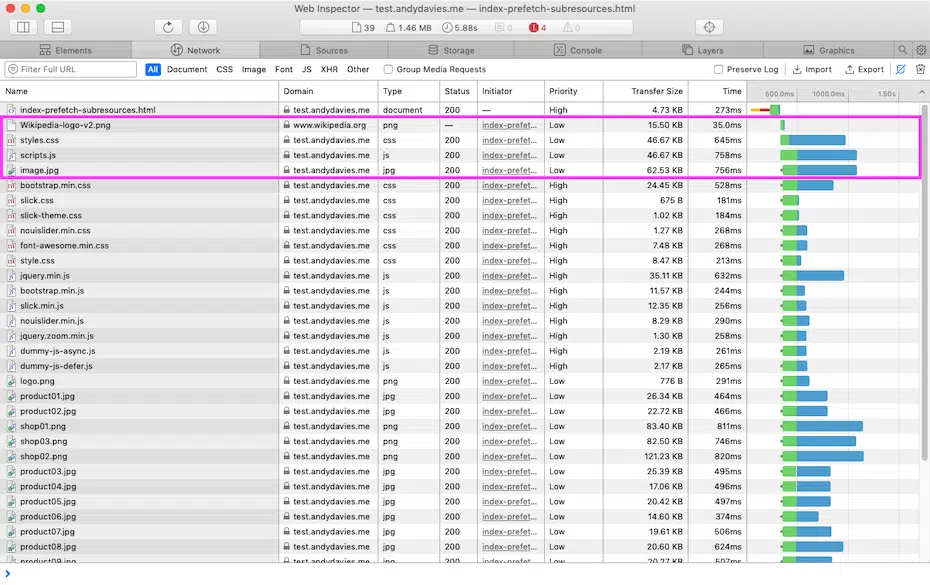 Web Inspector — test.andydavies.me — index-prefetch-subresources.html
39 1.46 MB 5.88s 0 4 0
Elements Network Sources Storage Console Layers Graphics
Filter Full URL All Document CSS Image Font JS XHR Other Group Media Requests Preserve Log Import Export
Name Domain Type Status Initiator Priority Transfer Size Time 500.0ms 1000.0ms 1.50s
index-prefetch-subresources.html test.andydavies.me document 200 — High 4.73 KB 273ms
Wikipedia-logo-v2.png www.wikipedia.org png — index-prefet... Low 15.50 KB 35.0ms
styles.css test.andydavies.me css 200 index-prefet... Low 46.67 KB 645ms
scripts.js test.andydavies.me js 200 index-prefet... Low 46.67 KB 758ms
image.jpg test.andydavies.me jpg 200 index-prefet... Low 62.53 KB 756ms
bootstrap.min.css test.andydavies.me css 200 index-prefet... High 24.45 KB 528ms
slick.css test.andydavies.me css 200 index-prefet... High 675 B 181ms
slick-theme.css test.andydavies.me css 200 index-prefet... High 1.02 KB 184ms
nouislider.min.css test.andydavies.me css 200 index-prefet... High 1.27 KB 268ms
font-awesome.min.css test.andydavies.me css 200 index-prefet... High 7.48 KB 268ms
style.css test.andydavies.me css 200 index-prefet... High 8.47 KB 213ms
jquery.min.js test.andydavies.me js 200 index-prefet... High 35.11 KB 632ms
bootstrap.min.js test.andydavies.me js 200 index-prefet... High 11.57 KB 244ms
slick.min.js test.andydavies.me js 200 index-prefet... High 12.35 KB 256ms
nouislider.min.js test.andydavies.me js 200 index-prefet... High 8.29 KB 290ms
jquery.zoom.min.js test.andydavies.me js 200 index-prefet... High 1.30 KB 258ms
dummy-js-async.js test.andydavies.me js 200 index-prefet... High 2.19 KB 261ms
dummy-js-defer.js test.andydavies.me js 200 index-prefet... High 2.17 KB 265ms
logo.png test.andydavies.me png 200 index-prefet... Low 776 B 291ms
product01.jpg test.andydavies.me jpg 200 index-prefet... Low 26.34 KB 464ms
product02.jpg test.andydavies.me jpg 200 index-prefet... Low 22.72 KB 466ms
shop01.png test.andydavies.me png 200 index-prefet... Low 83.40 KB 811ms
shop03.png test.andydavies.me png 200 index-prefet... Low 82.50 KB 746ms
shop02.png test.andydavies.me png 200 index-prefet... Low 121.23 KB 820ms
product03.jpg test.andydavies.me jpg 200 index-prefet... Low 25.39 KB 495ms
product04.jpg test.andydavies.me jpg 200 index-prefet... Low 17.06 KB 496ms
product05.jpg test.andydavies.me jpg 200 index-prefet... Low 20.42 KB 497ms
product06.jpg test.andydavies.me jpg 200 index-prefet... Low 14.60 KB 374ms
product07.jpg test.andydavies.me jpg 200 index-prefet... Low 19.61 KB 506ms
product08.jpg test.andydavies.me jpg 200 index-prefet... Low 20.60 KB 624ms
product09.jpg test.andydavies.me jpg 200 index-prefet... Low 24.27 KB 507ms